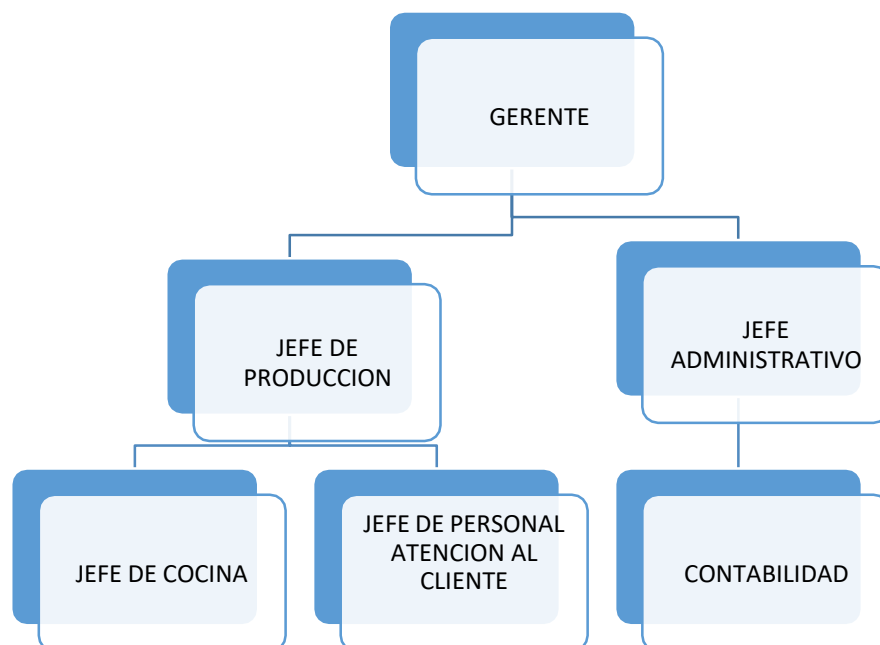 GERENTE
JEFE DE
PRODUCCION
JEFE
ADMINISTRATIVO
JEFE DE COCINA
JEFE DE PERSONAL
ATENCION AL
CLIENTE
CONTABILIDAD